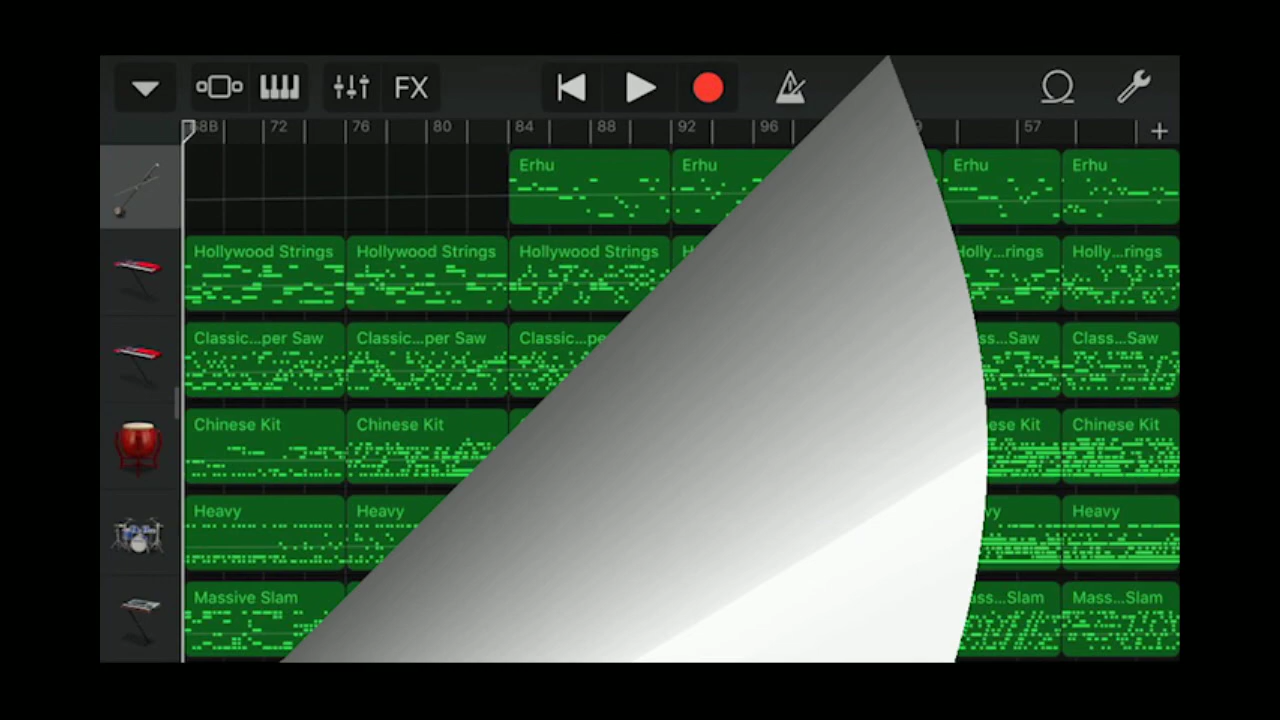 FX
68B 72 76 80 84 88 92 96 57 +
Erhu Erhu Erhu Erhu
Hollywood Strings Hollywood Strings Hollywood Strings Holly...rings
Classic...per Saw Classic...per Saw Class...Saw
Chinese Kit Chinese Kit Chinese Kit
Heavy Heavy Heavy
Massive Slam Mass...Slam